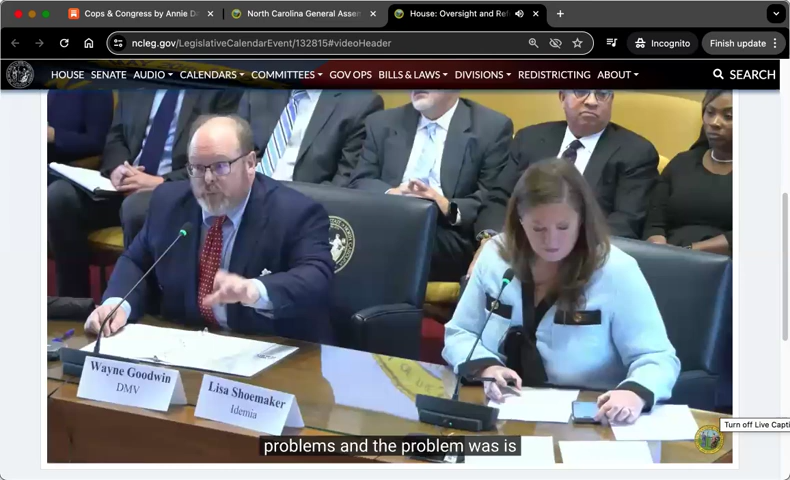 Cops & Congress by Annie Di
North Carolina General Assem
House: Oversight and Ref
ncleg.gov/LegislativeCalendarEvent/132815#videoHeader
Incognito
Finish update
HOUSE SENATE AUDIO CALENDARS COMMITTEES GOV OPS BILLS & LAWS DIVISIONS REDISTRICTING ABOUT SEARCH
Wayne Goodwin
DMV
Lisa Shoemaker
Idemia
Turn off Live Capti
problems and the problem was is